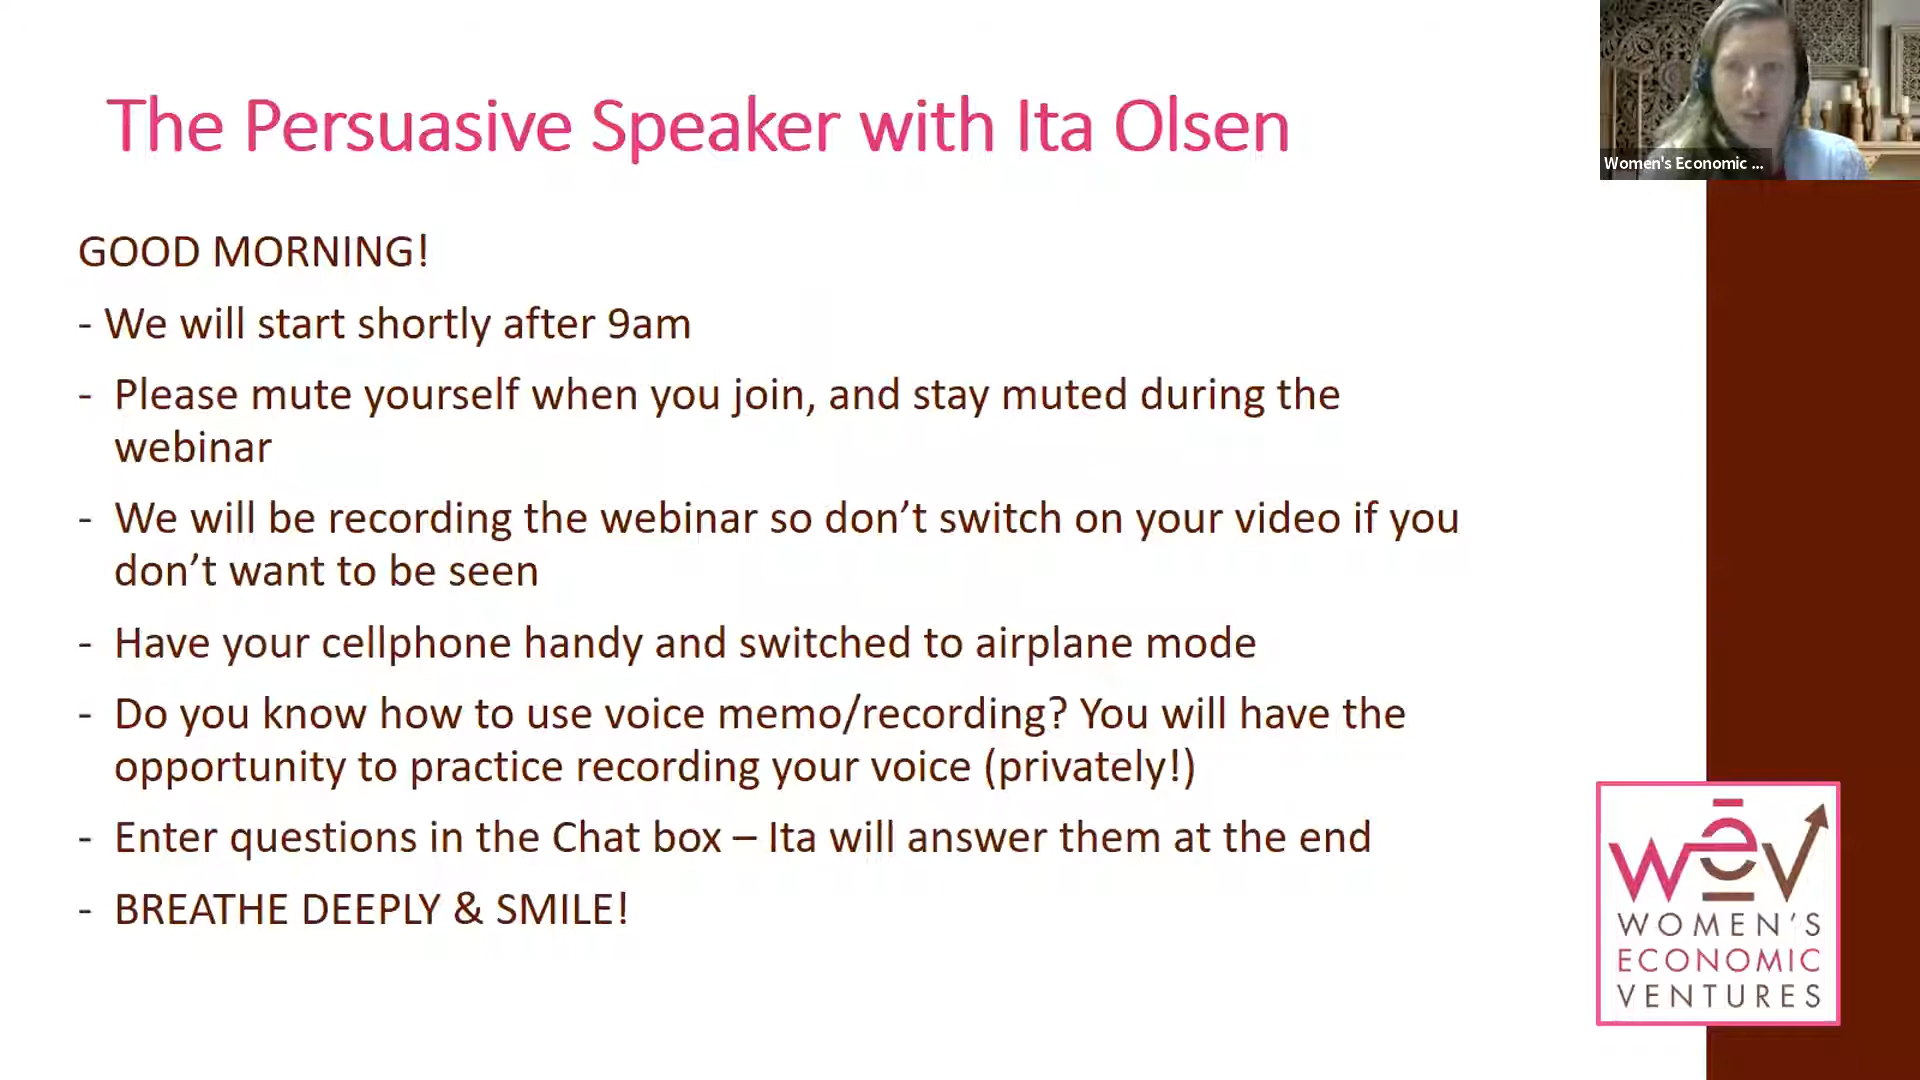 The Persuasive Speaker with Ita Olsen
Women's Economic ...
GOOD MORNING!
- We will start shortly after 9am
- Please mute yourself when you join, and stay muted during the
webinar
- We will be recording the webinar so don’t switch on your video if you
don’t want to be seen
- Have your cellphone handy and switched to airplane mode
- Do you know how to use voice memo/recording? You will have the
opportunity to practice recording your voice (privately!)
- Enter questions in the Chat box – Ita will answer them at the end
- BREATHE DEEPLY & SMILE!
wēv
WOMEN’S
ECONOMIC
VENTURES